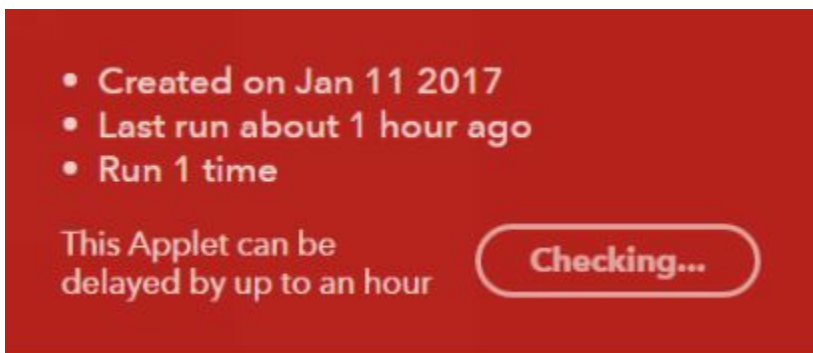 • Created on Jan 11 2017
• Last run about 1 hour ago
• Run 1 time
This Applet can be
delayed by up to an hour
Checking...